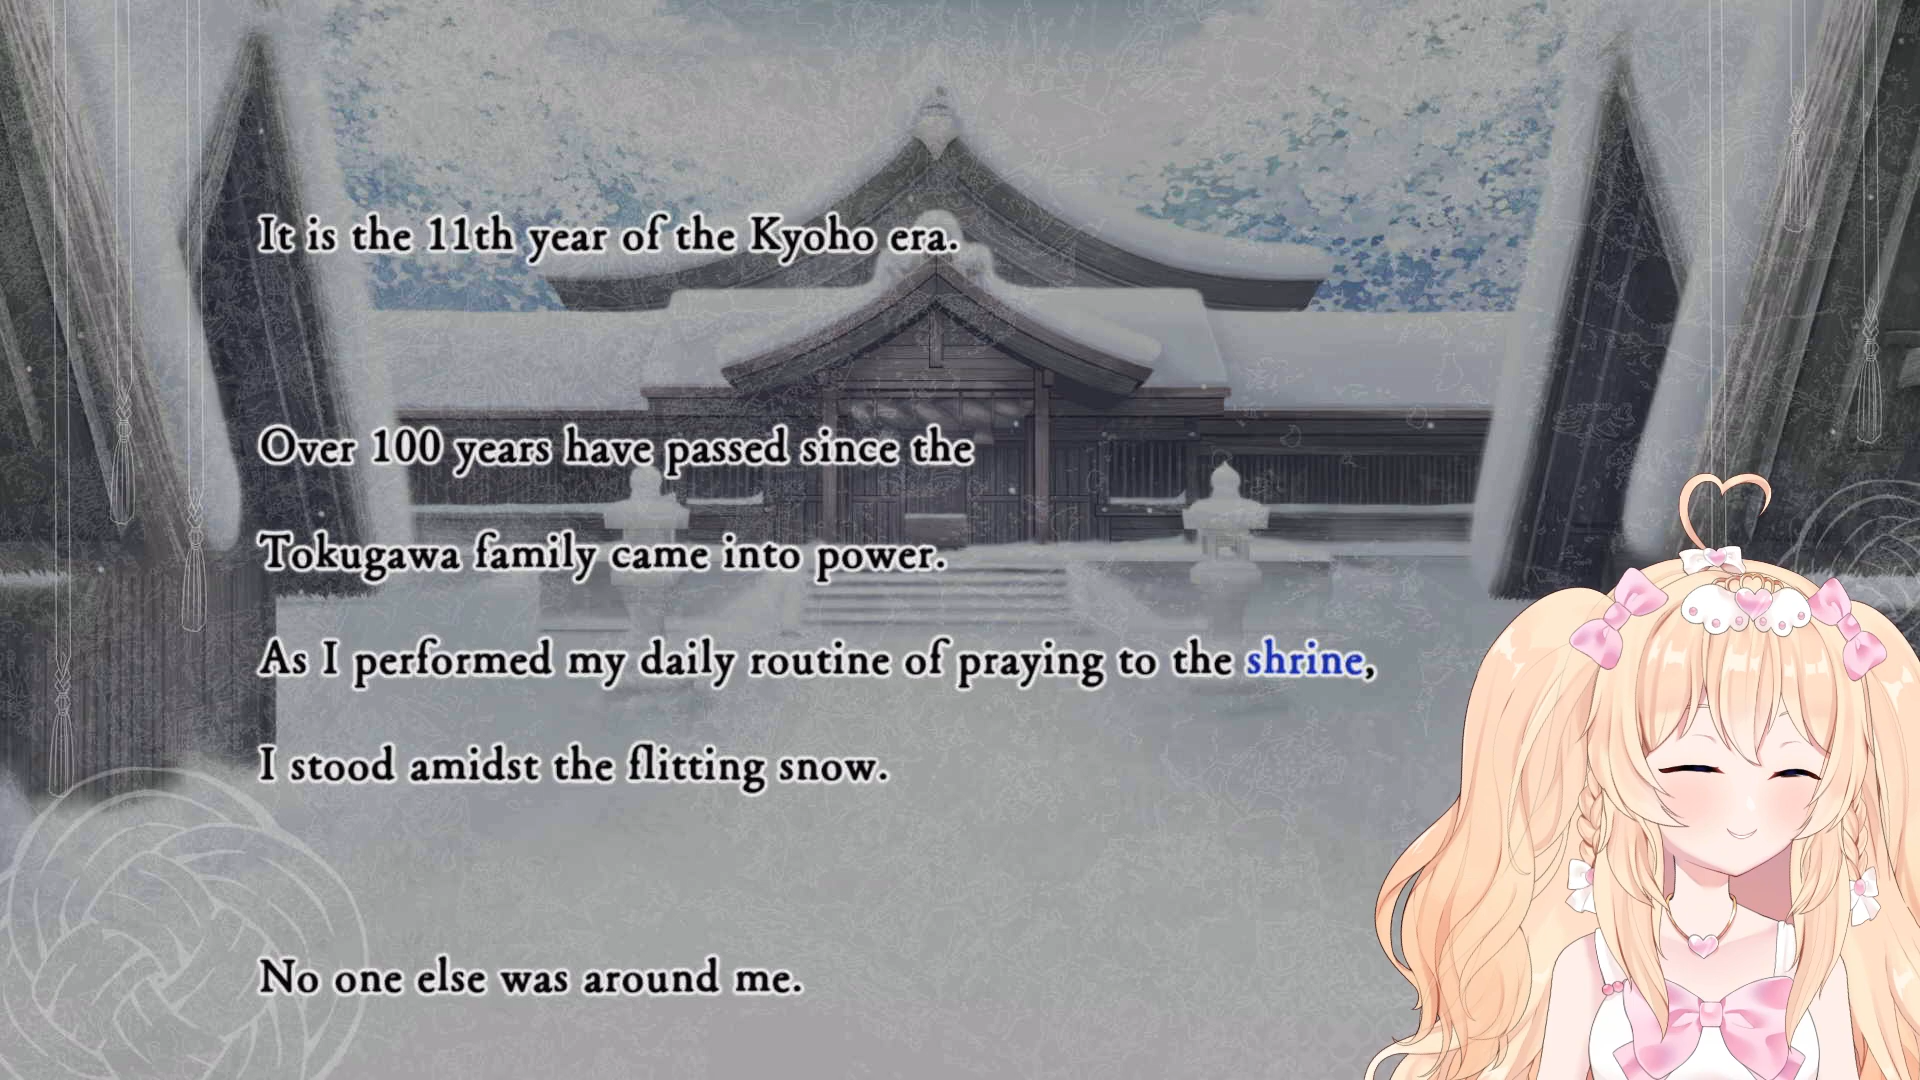 It is the 11th year of the Kyoho era.
Over 100 years have passed since the
Tokugawa family came into power.
As I performed my daily routine of praying to the shrine,
I stood amidst the flitting snow.
No one else was around me.